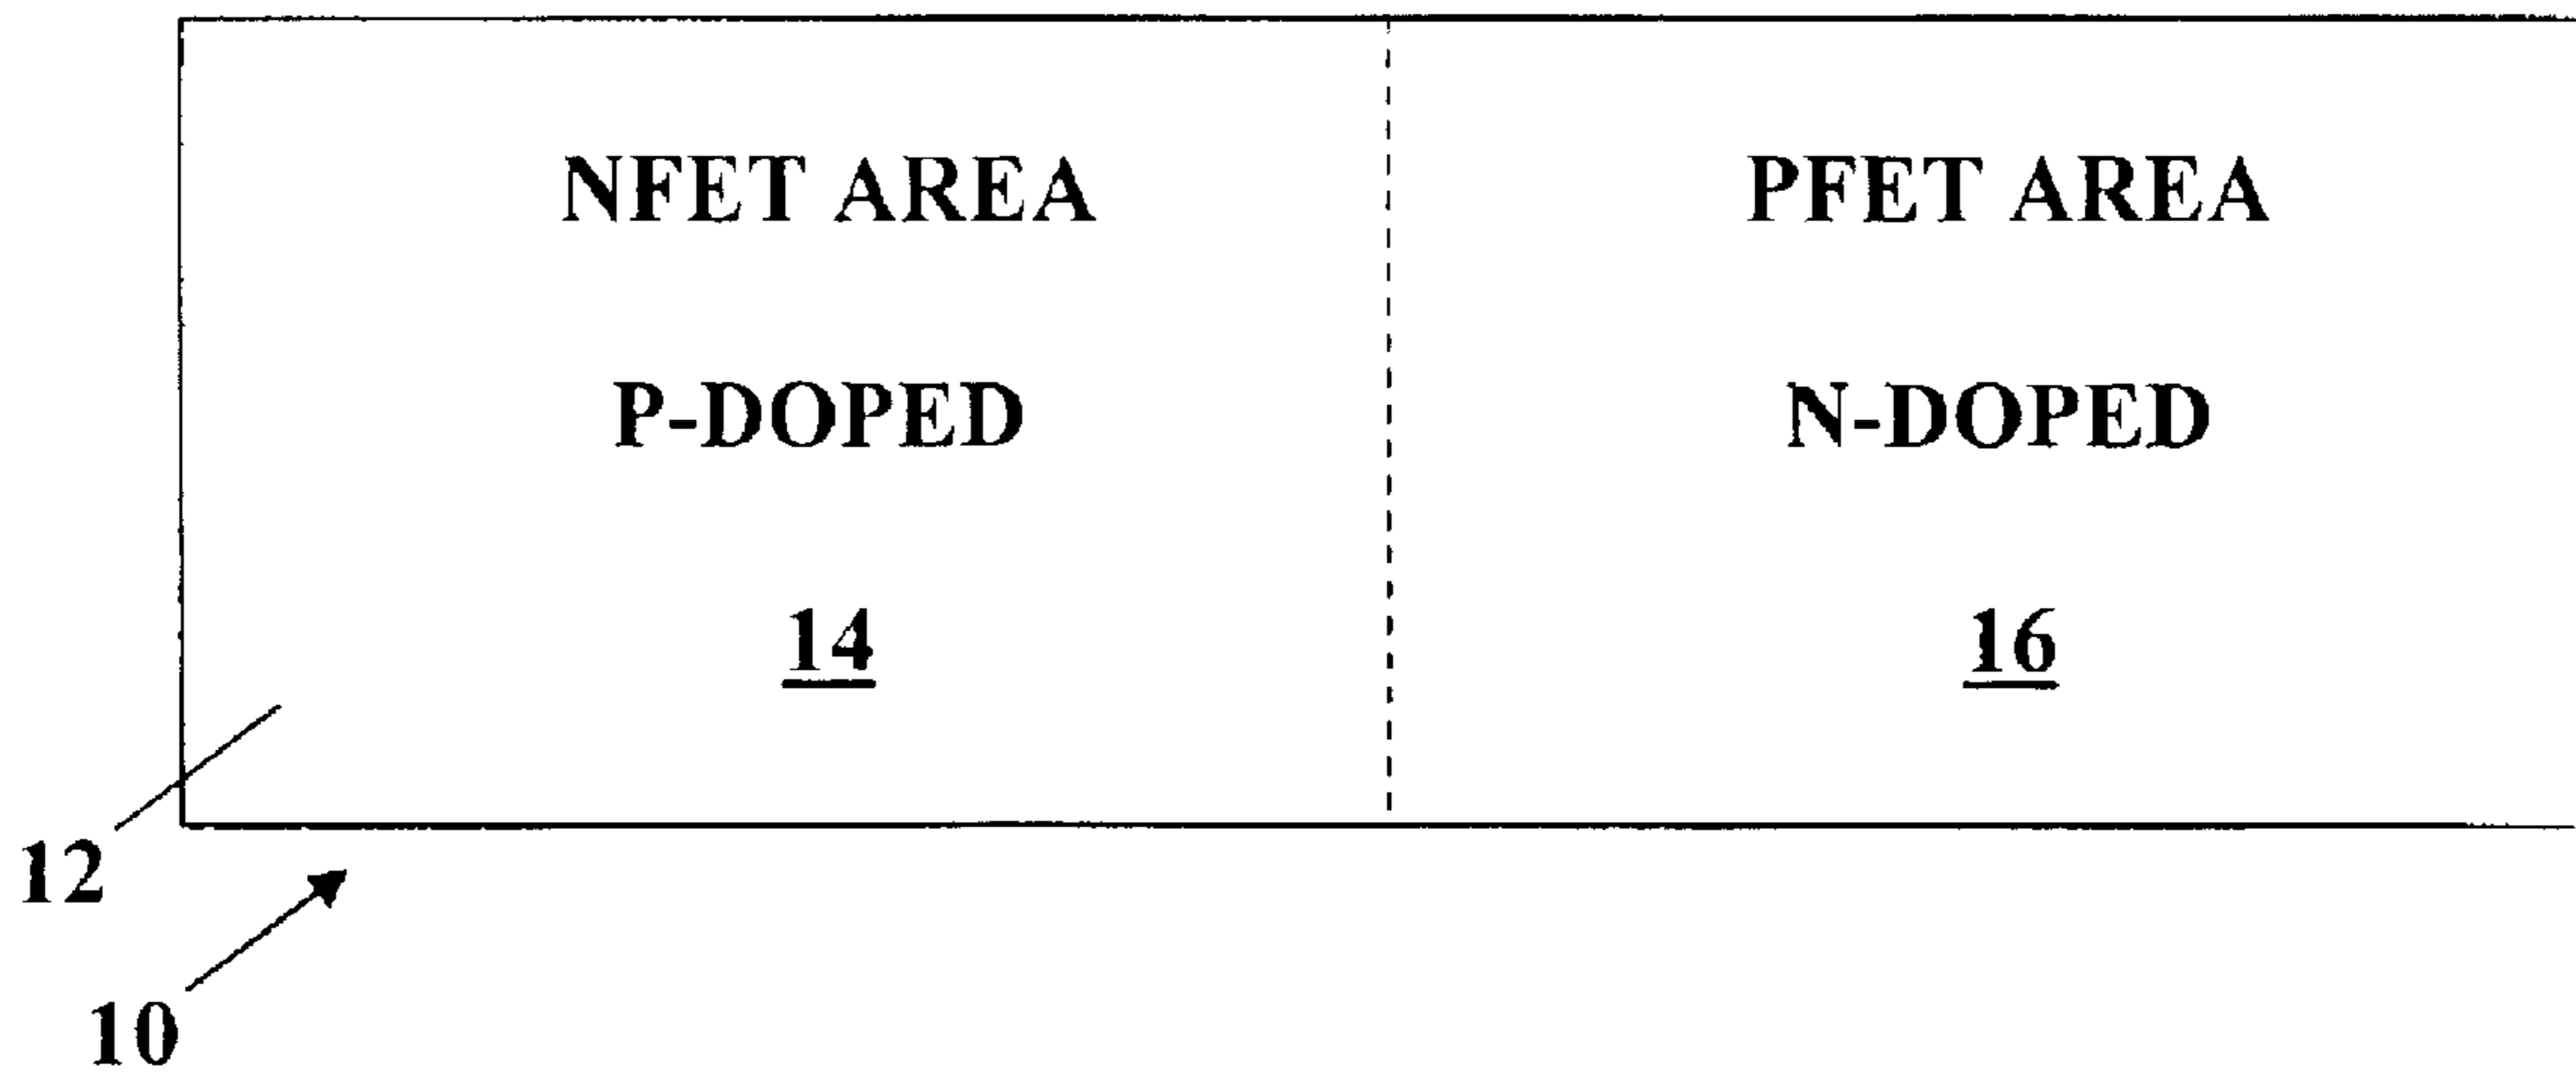 NFET AREA
PFET AREA
P-DOPED
N-DOPED
14
16
12
10